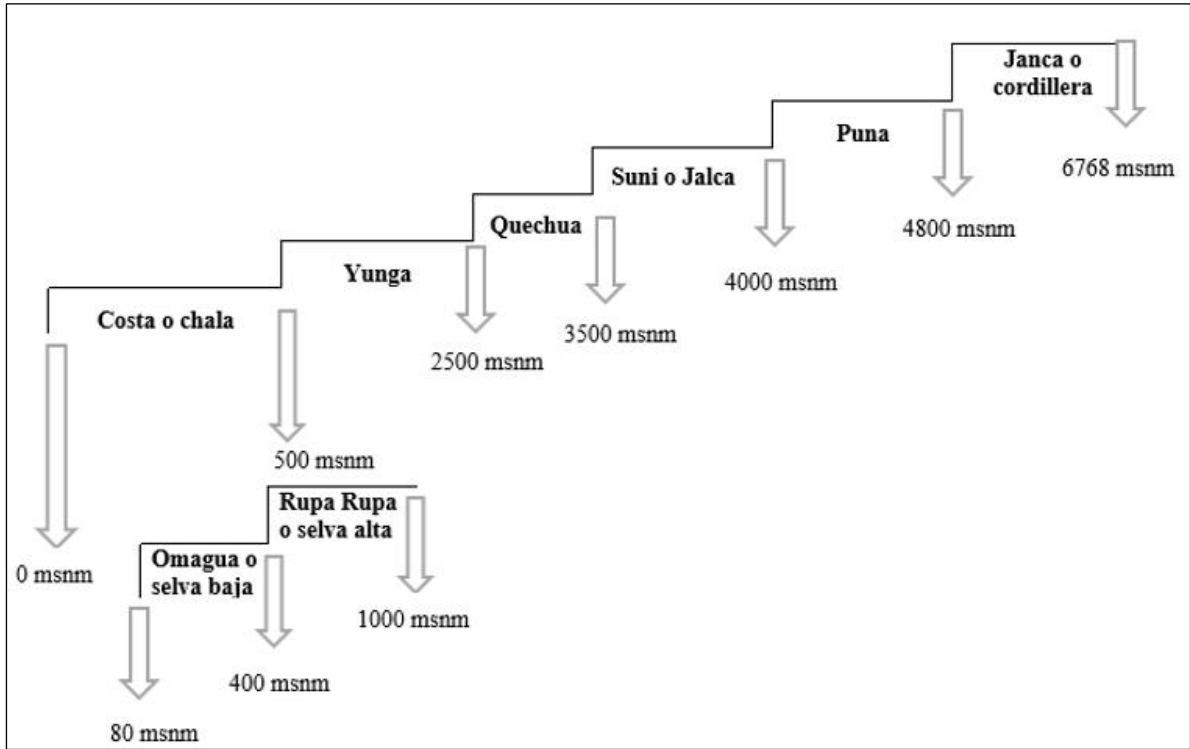 Janca o
cordillera
Puna
6768 msnm
Suni o Jalca
4800 msnm
Quechua
4000 msnm
Yunga
3500 msnm
Costa o chala
2500 msnm
500 msnm
Rupa Rupa
o selva alta
Omagua o
selva baja
0 msnm
1000 msnm
400 msnm
80 msnm